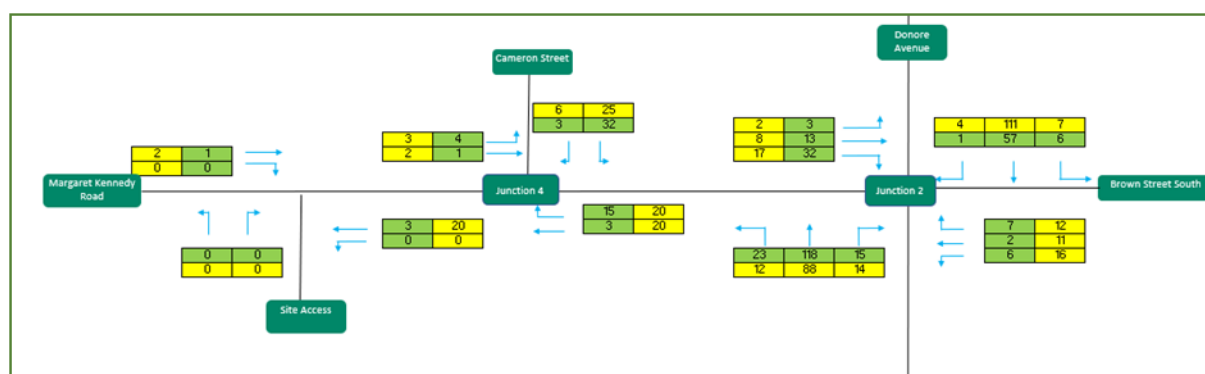 Donore
Avenue
Cameron Street
6 25
3 32
2 3
8 13
17 32
4 111 7
1 57 6
3 4
2 1
2 1
0 0
Margaret Kennedy
Road
Junction 4
Junction 2
Brown Street South
15 20
3 20
3 20
0 0
7 12
2 11
6 16
0 0
0 0
23 118 15
12 88 14
Site Access